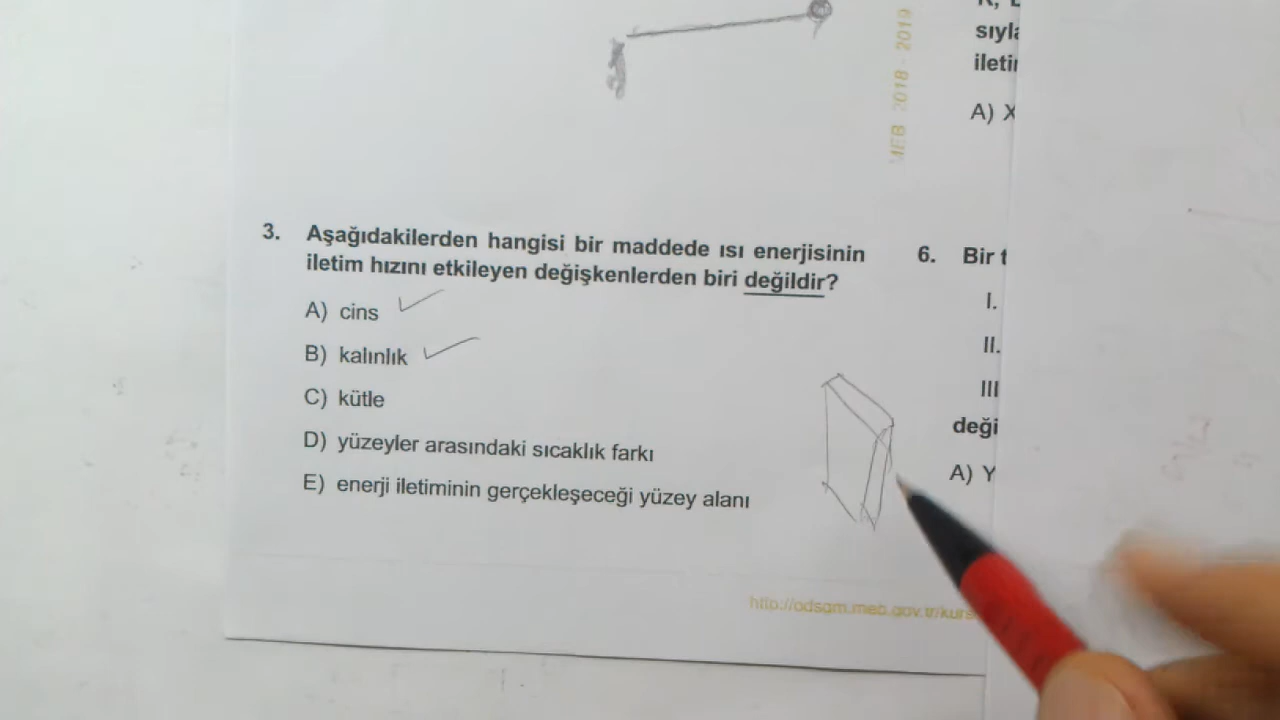 MEB 2018 - 2019
3. Aşağıdakilerden hangisi bir maddede ısı enerjisinin
iletim hızını etkileyen değişkenlerden biri değildir?
A) cins
B) kalınlık
C) kütle
D) yüzeyler arasındaki sıcaklık farkı
E) enerji iletiminin gerçekleşeceği yüzey alanı
http://odsgm.meb.gov.tr/kurs
sıyla
iletir
A) X
6. Bir t
I.
II.
III
deği
A) Y